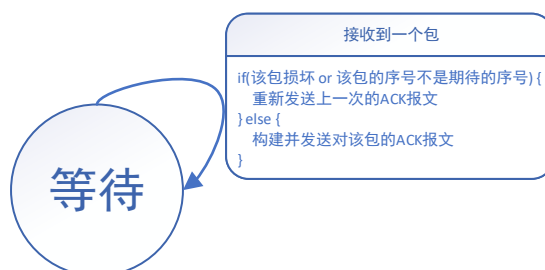 接收到一个包
if(该包损坏 or 该包的序号不是期待的序号) {
重新发送上一次的ACK报文
} else {
构建并发送对该包的ACK报文
}
等待